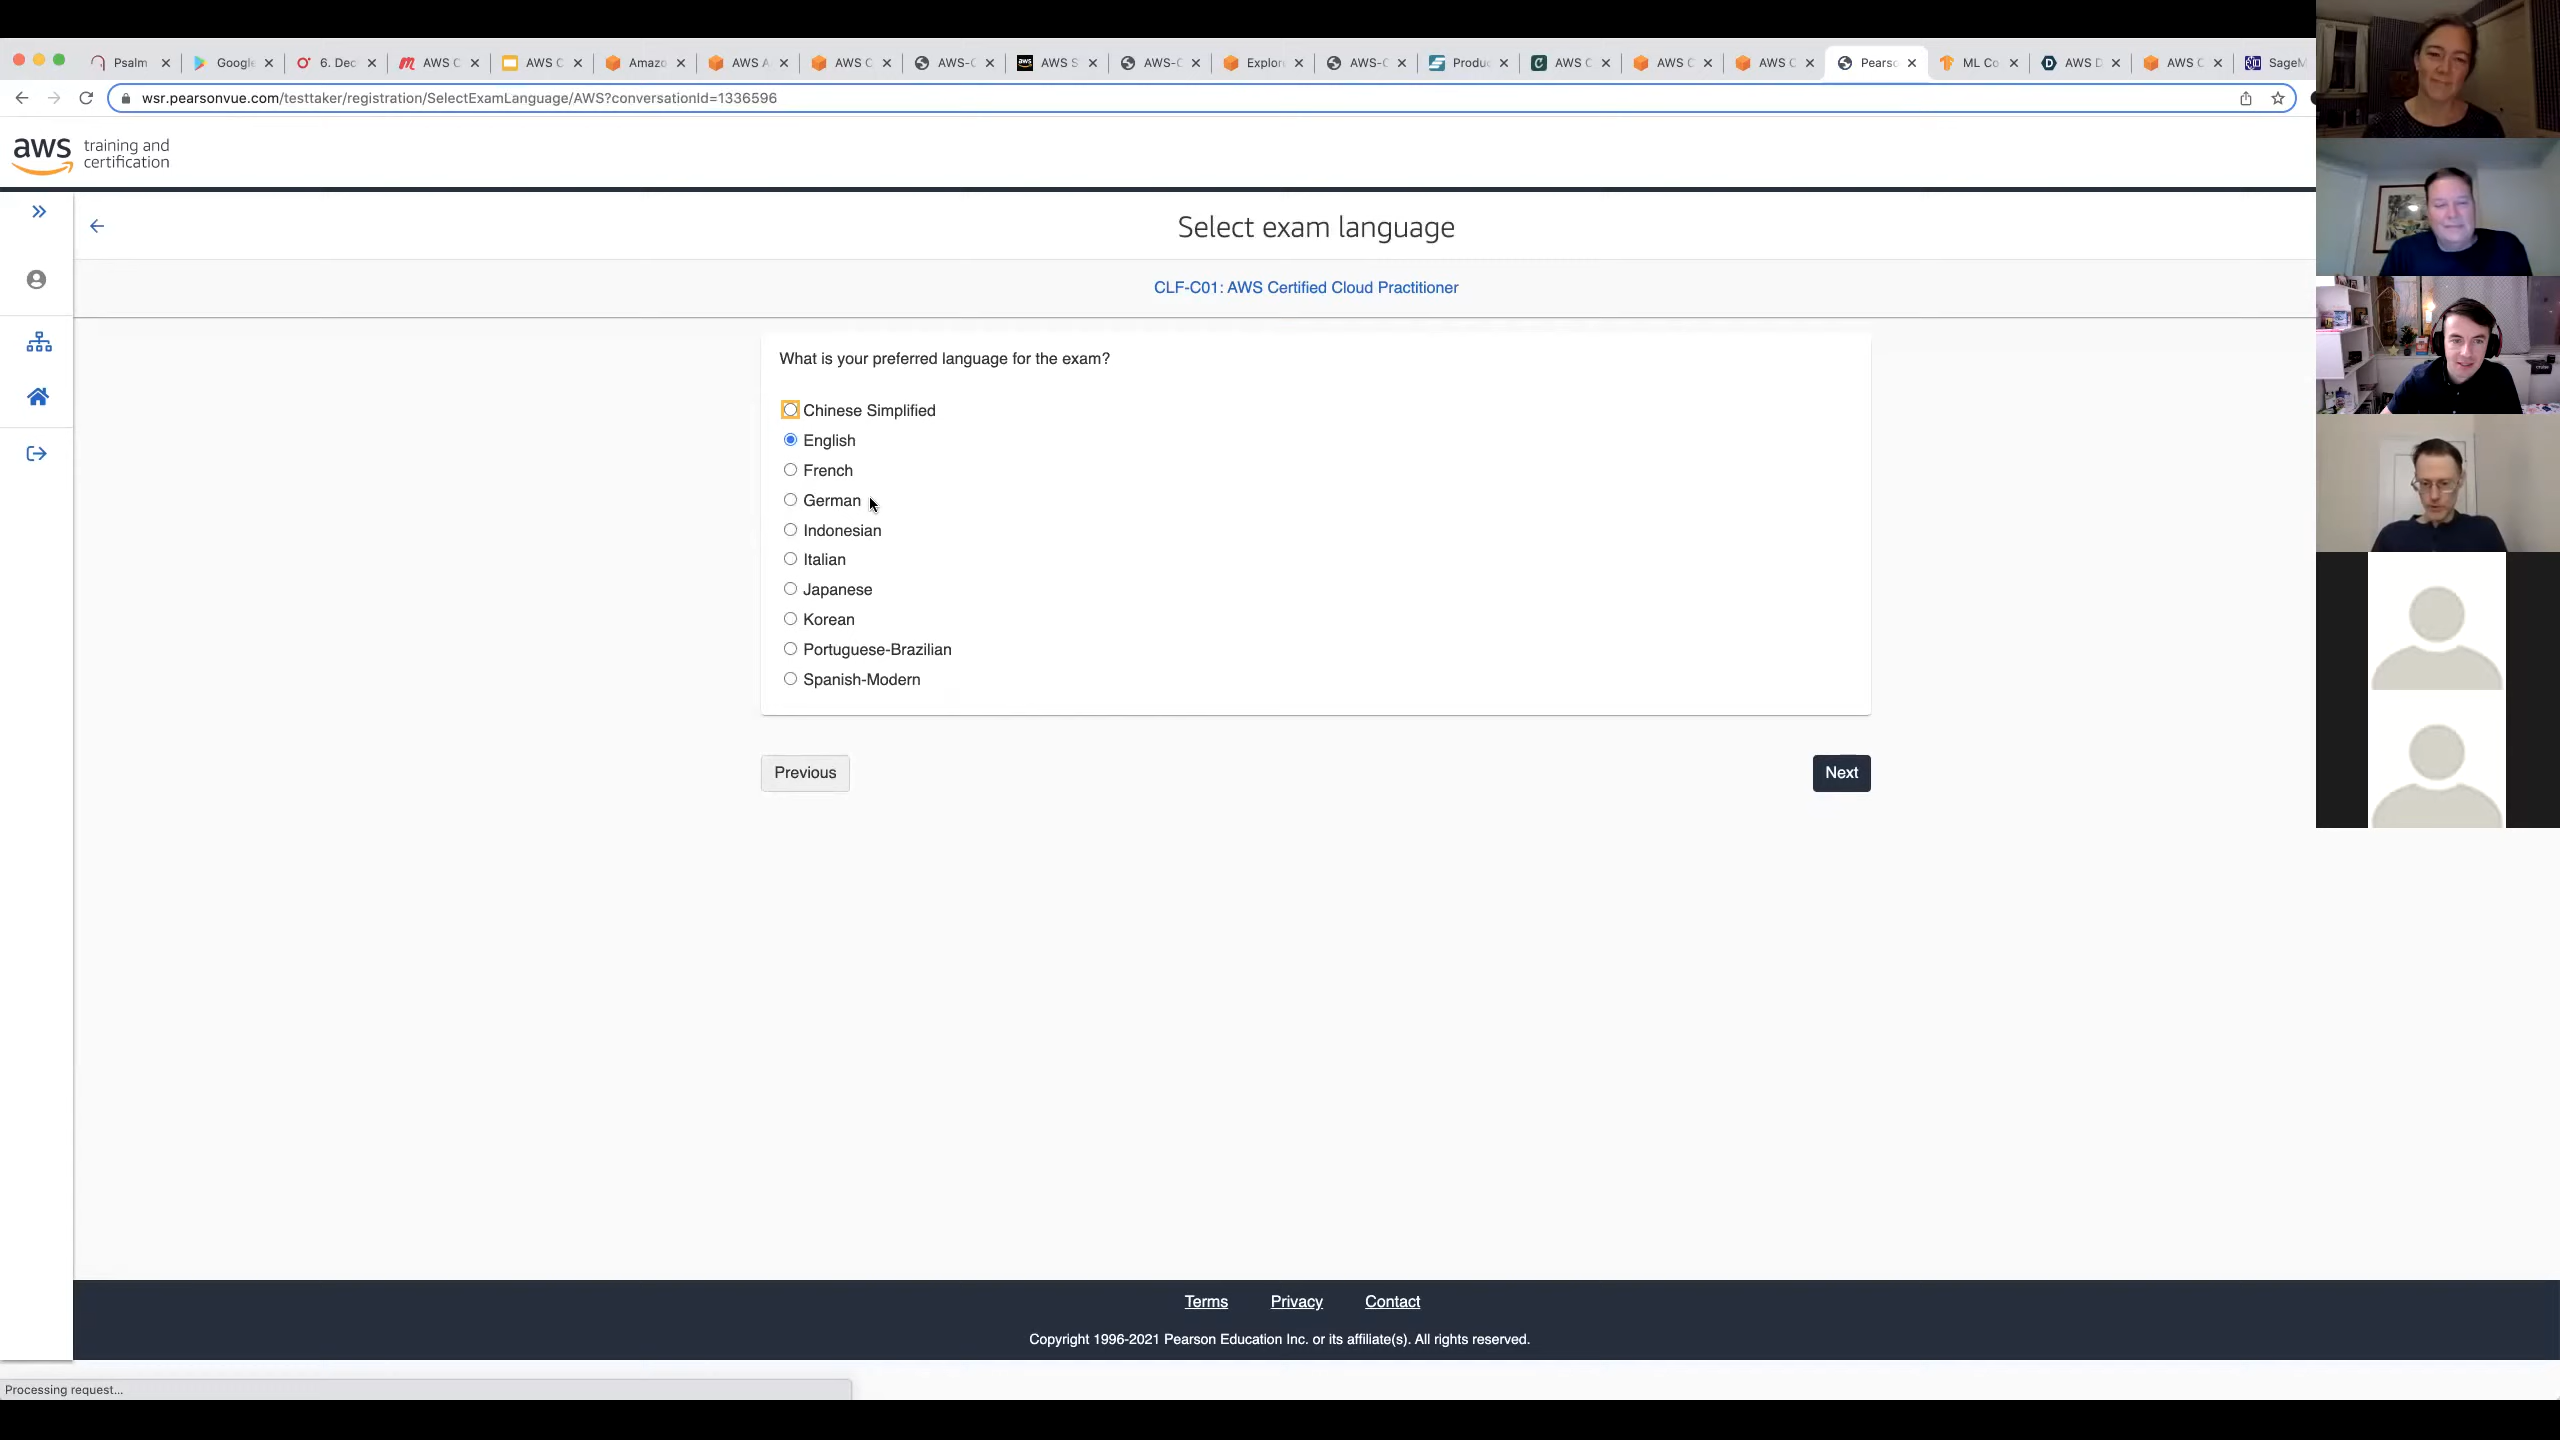 Psalm
Google
6. Dec
AWS C
AWS C
Amazo
AWS A
AWS C
AWS-C
AWS S
AWS-C
Explor
AWS-C
Produc
AWS C
AWS C
AWS C
Pearso
ML Co
AWS D
AWS C
SageM
wsr.pearsonvue.com/testtaker/registration/SelectExamLanguage/AWS?conversationId=1336596
aws training and certification
Select exam language
CLF-C01: AWS Certified Cloud Practitioner
What is your preferred language for the exam?
Chinese Simplified
English
French
German
Indonesian
Italian
Japanese
Korean
Portuguese-Brazilian
Spanish-Modern
Previous
Next
Terms Privacy Contact
Copyright 1996-2021 Pearson Education Inc. or its affiliate(s). All rights reserved.
Processing request...